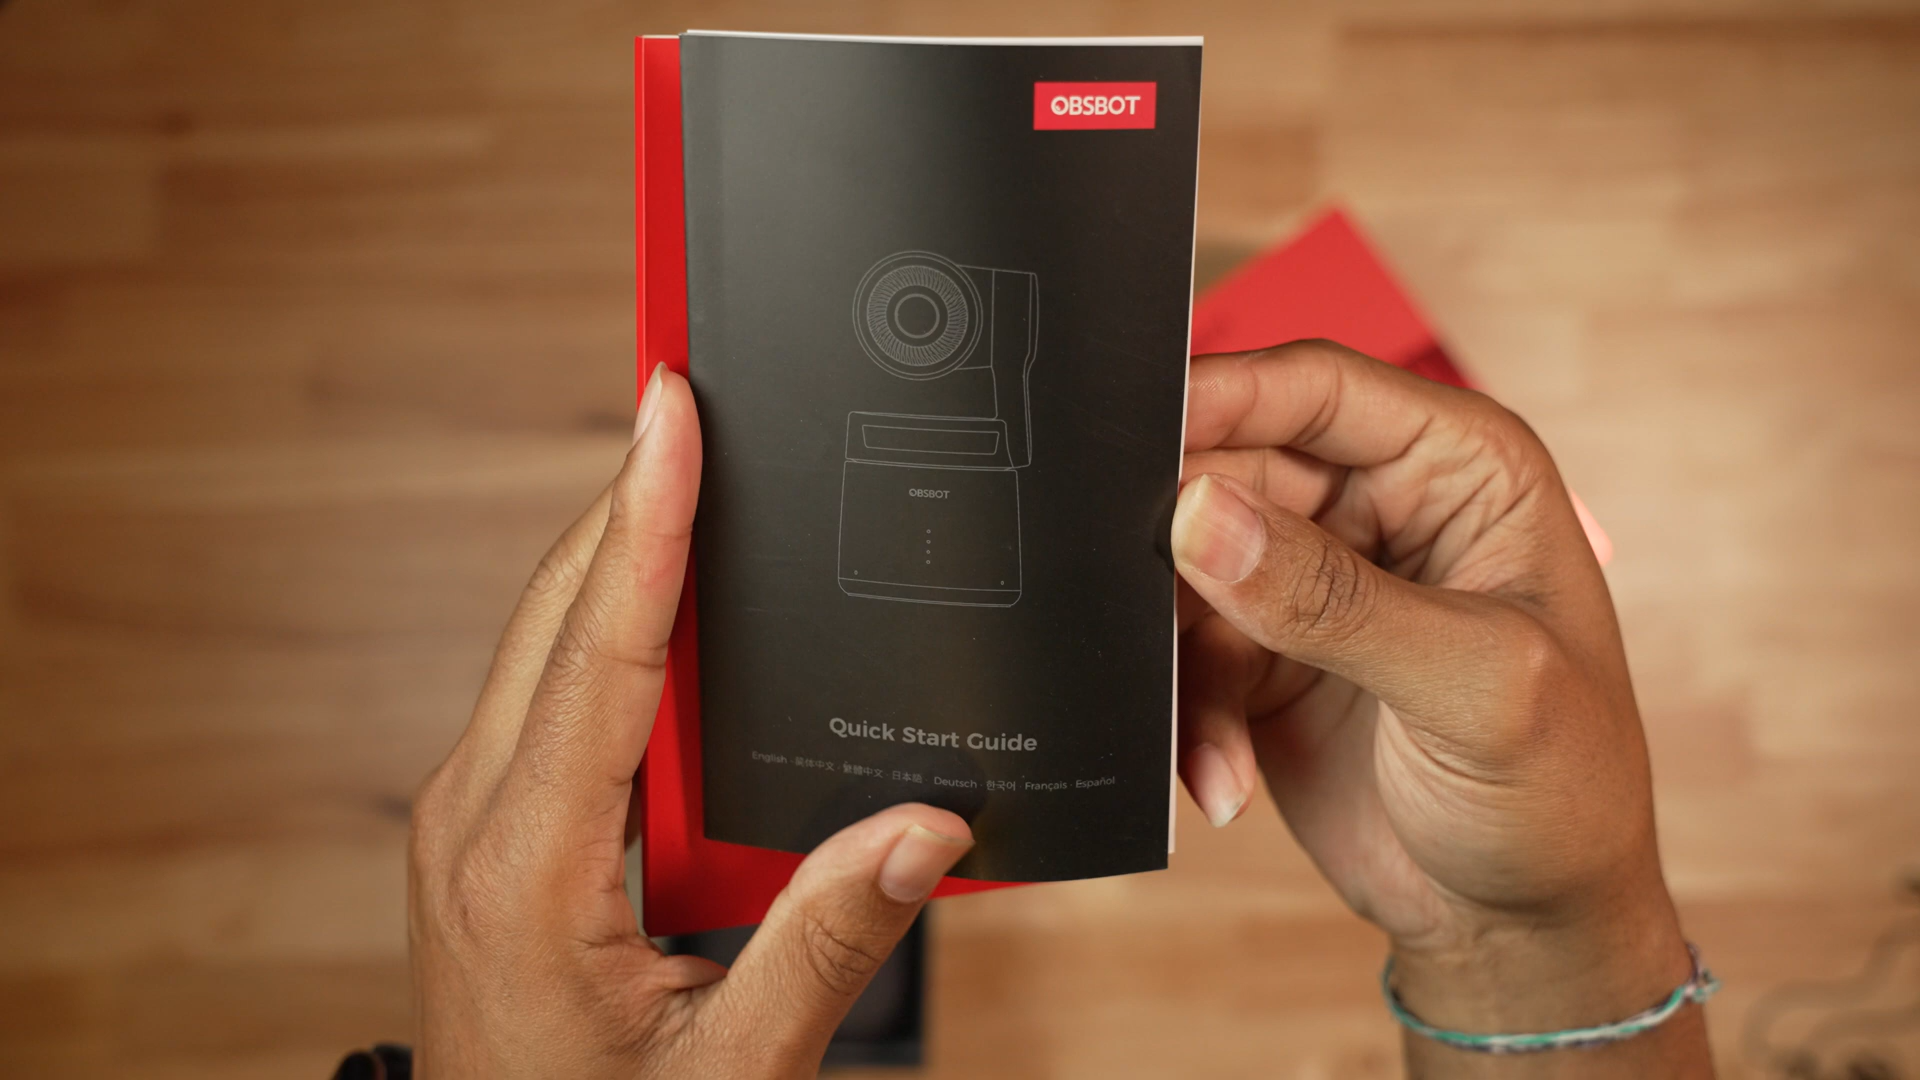 OBSBOT
OBSBOT
Quick Start Guide
English · 简体中文 · 繁體中文 · 日本語 · Deutsch · 한국어 · Français · Español